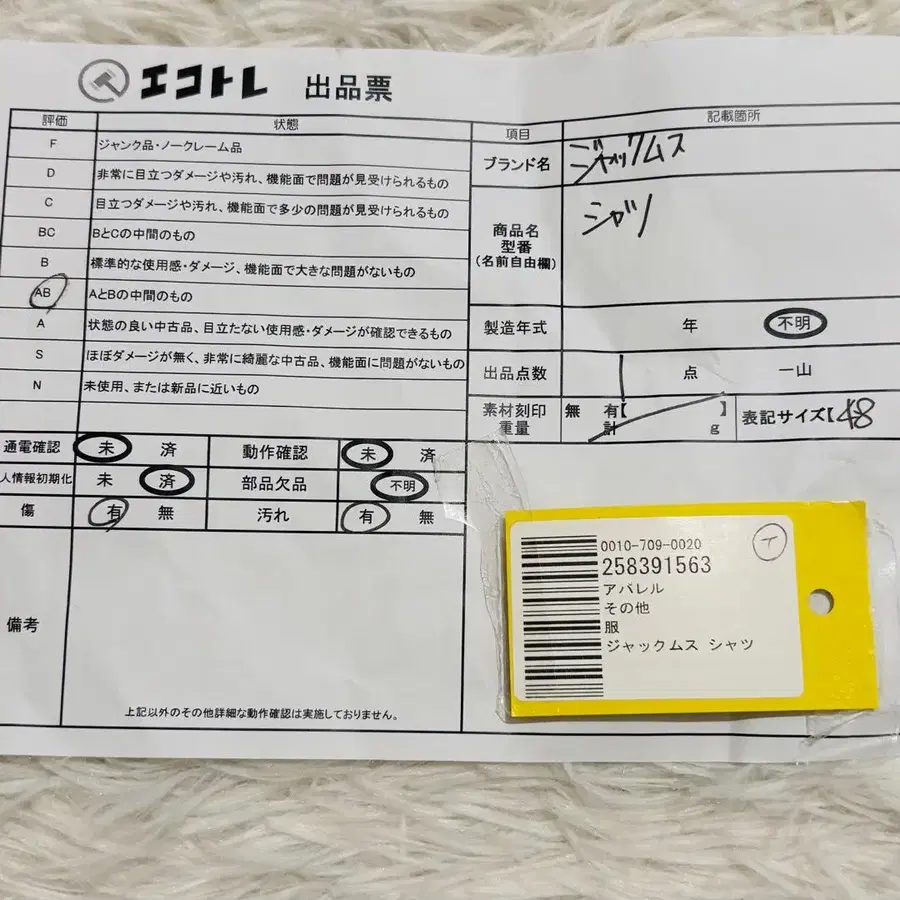 エコトレ 出品票
評価 状態
F ジャンク品・ノークレーム品
D 非常に目立つダメージや汚れ、機能面で問題が見受けられるもの
C 目立つダメージや汚れ、機能面で多少の問題が見受けられるもの
BC BとCの中間のもの
B 標準的な使用感・ダメージ、機能面で大きな問題がないもの
AB AとBの中間のもの
A 状態の良い中古品、目立たない使用感・ダメージが確認できるもの
S ほぼダメージが無く、非常に綺麗な中古品、機能面に問題がないもの
N 未使用、または新品に近いもの
通電確認 未 済 動作確認 未 済
人情報初期化 未 済 部品欠品 不明
傷 有 無 汚れ 有 無
備考
上記以外のその他詳細な動作確認は実施しておりません。
項目 記載箇所
ブランド名 ジャックムス
商品名 シャツ
型番
(名前自由欄)
製造年式 年 不明
出品点数 1 点 一山
素材刻印 無 有【 】 表記サイズ【48
重量 計 g
0010-709-0020 イ
258391563
アパレル
その他
服
ジャックムス シャツ